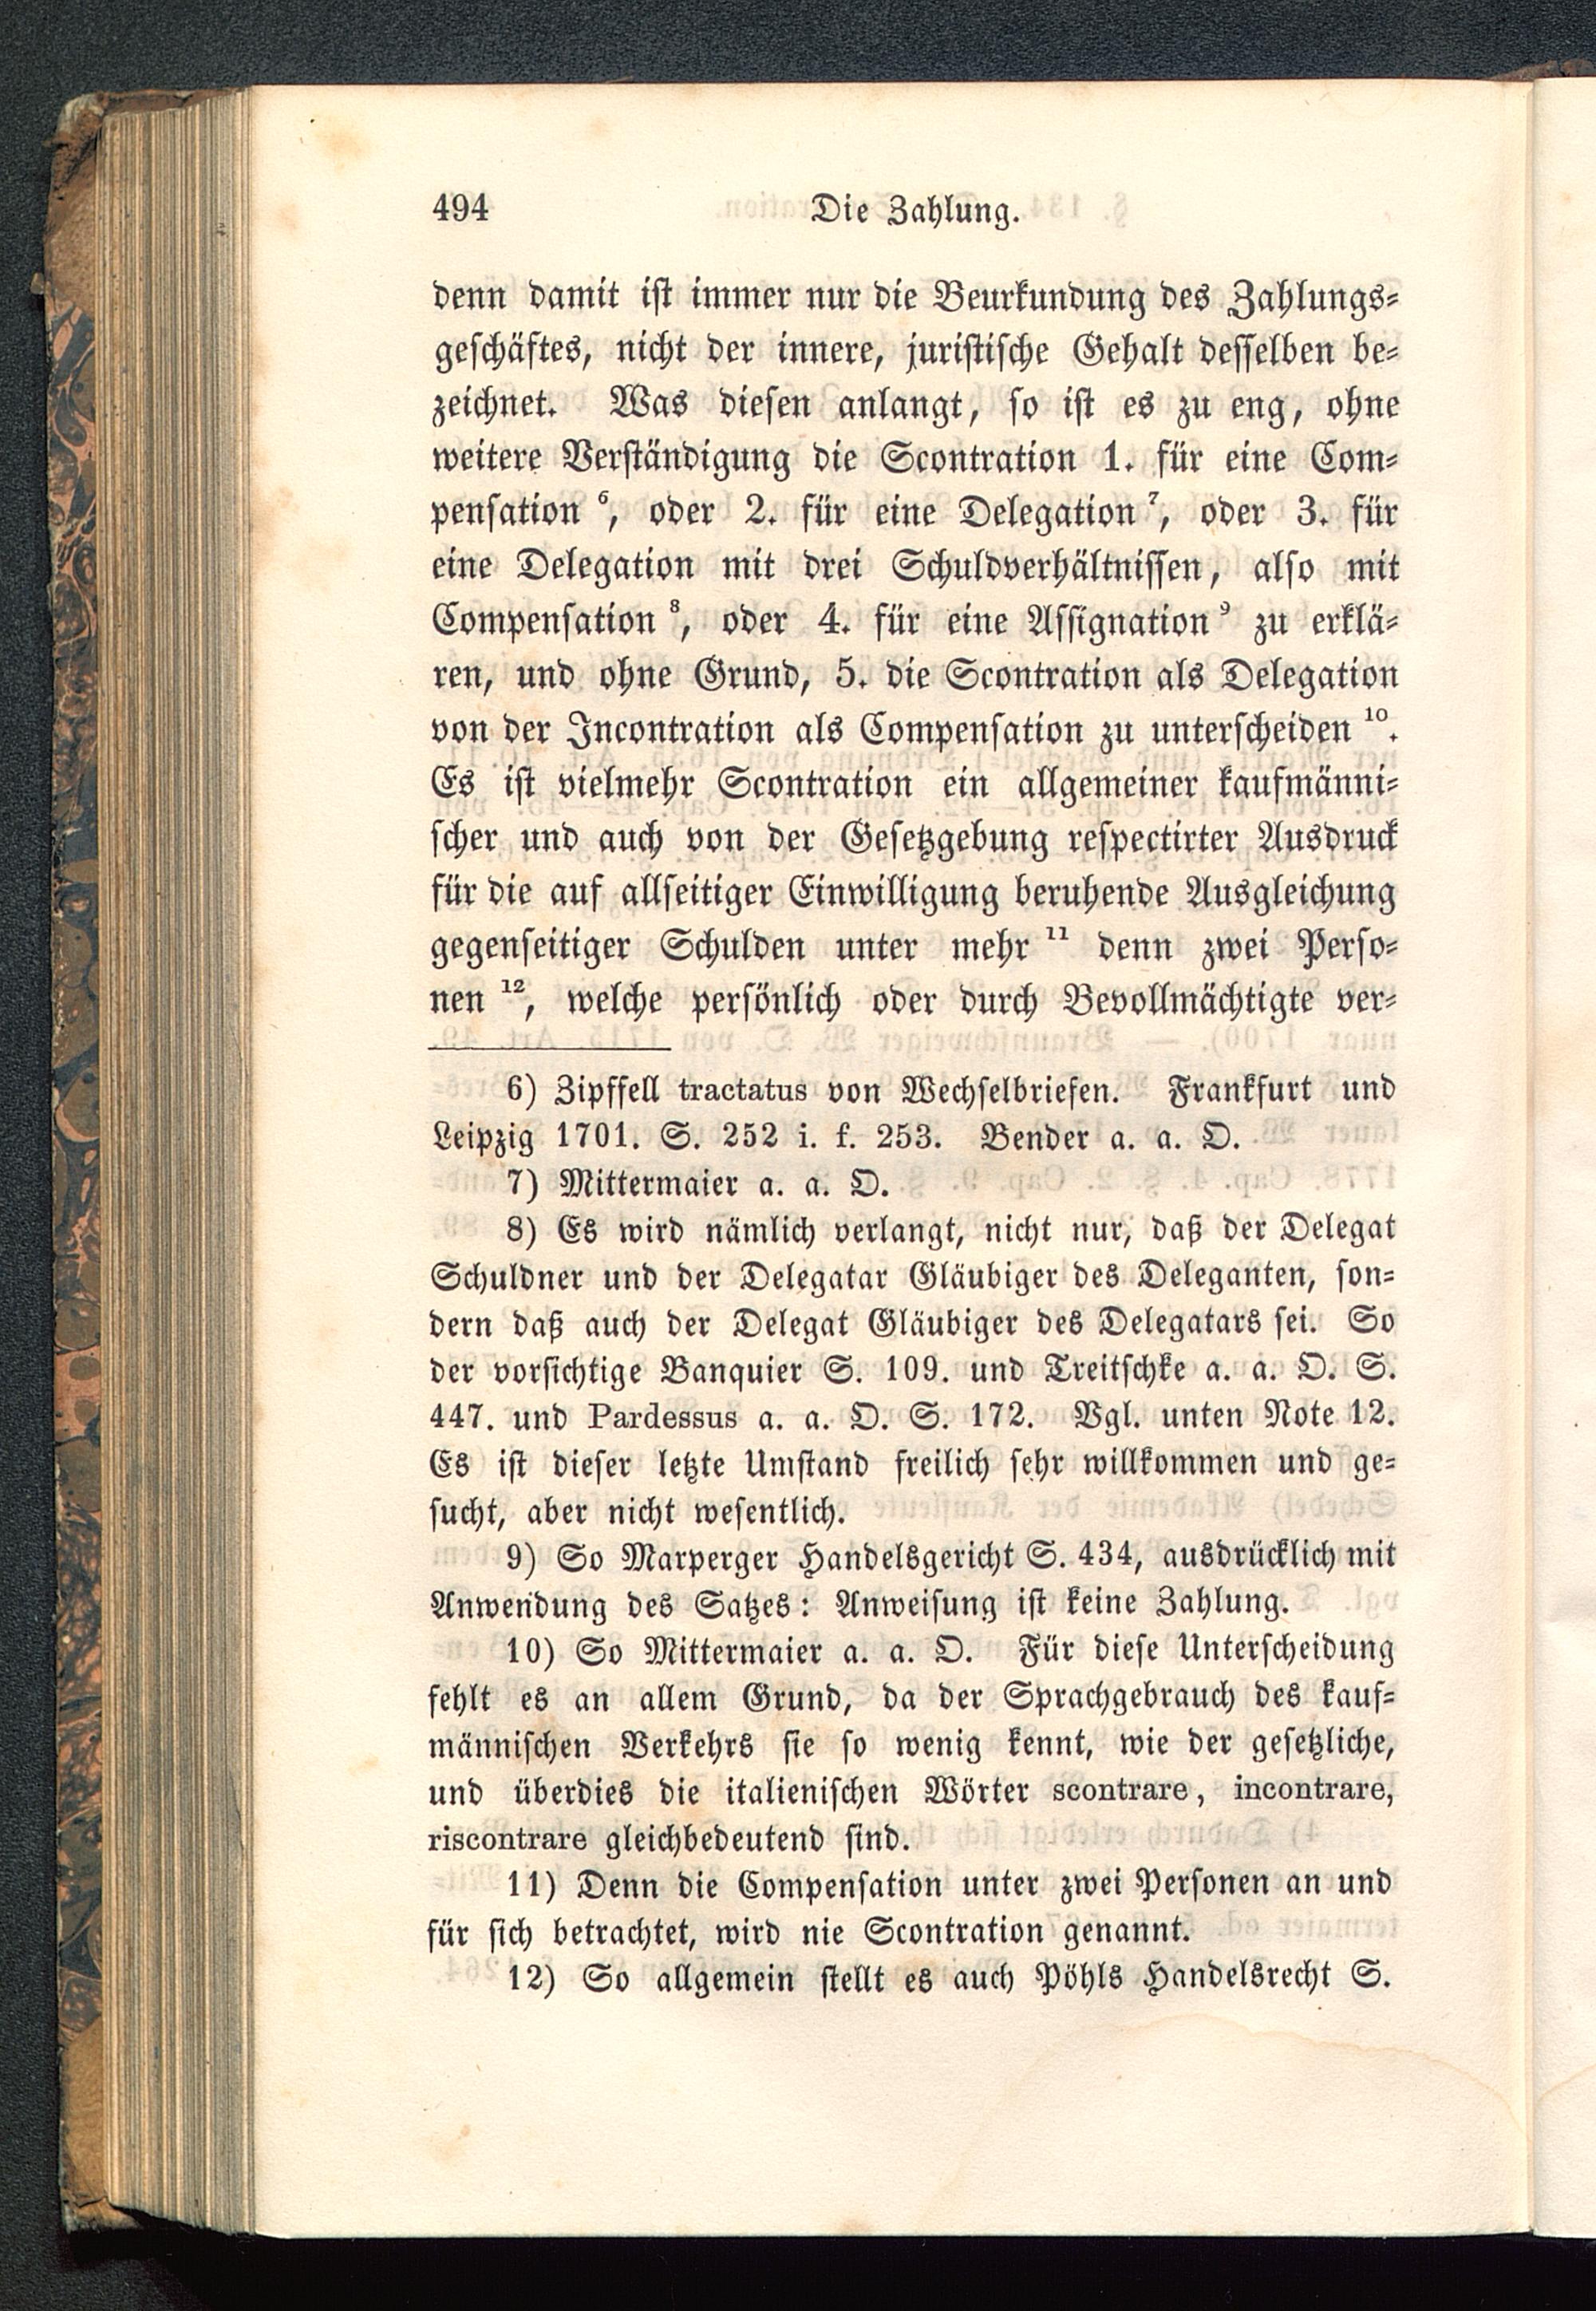 494 Die Zahlung.
denn damit ist immer nur die Beurkundung des Zahlungs-
geschäftes, nicht der innere, juristische Gehalt desselben be-
zeichnet. Was diesen anlangt, so ist es zu eng, ohne
weitere Verständigung die Scontration 1. für eine Com-
pensation ⁶, oder 2. für eine Delegation ⁷, oder 3. für
eine Delegation mit drei Schuldverhältnissen, also mit
Compensation ⁸, oder 4. für eine Assignation ⁹ zu erklä-
ren, und ohne Grund, 5. die Scontration als Delegation
von der Incontration als Compensation zu unterscheiden ¹⁰.
Es ist vielmehr Scontration ein allgemeiner kaufmänni-
scher und auch von der Gesetzgebung respectirter Ausdruck
für die auf allseitiger Einwilligung beruhende Ausgleichung
gegenseitiger Schulden unter mehr ¹¹ denn zwei Perso-
nen ¹², welche persönlich oder durch Bevollmächtigte ver-
6) Zipffell tractatus von Wechselbriefen. Frankfurt und
Leipzig 1701. S. 252 i. f. 253. Bender a. a. O.
7) Mittermaier a. a. O.
8) Es wird nämlich verlangt, nicht nur, daß der Delegat
Schuldner und der Delegatar Gläubiger des Deleganten, son-
dern daß auch der Delegat Gläubiger des Delegatars sei. So
der vorsichtige Banquier S. 109. und Treitschke a. a. O. S.
447. und Pardessus a. a. O. S. 172. Vgl. unten Note 12.
Es ist dieser letzte Umstand freilich sehr willkommen und ge-
sucht, aber nicht wesentlich.
9) So Marperger Handelsgericht S. 434, ausdrücklich mit
Anwendung des Satzes: Anweisung ist keine Zahlung.
10) So Mittermaier a. a. O. Für diese Unterscheidung
fehlt es an allem Grund, da der Sprachgebrauch des kauf-
männischen Verkehrs sie so wenig kennt, wie der gesetzliche,
und überdies die italienischen Wörter scontrare, incontrare,
riscontrare gleichbedeutend sind.
11) Denn die Compensation unter zwei Personen an und
für sich betrachtet, wird nie Scontration genannt.
12) So allgemein stellt es auch Pöhls Handelsrecht S.